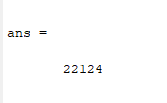 ans =
22124